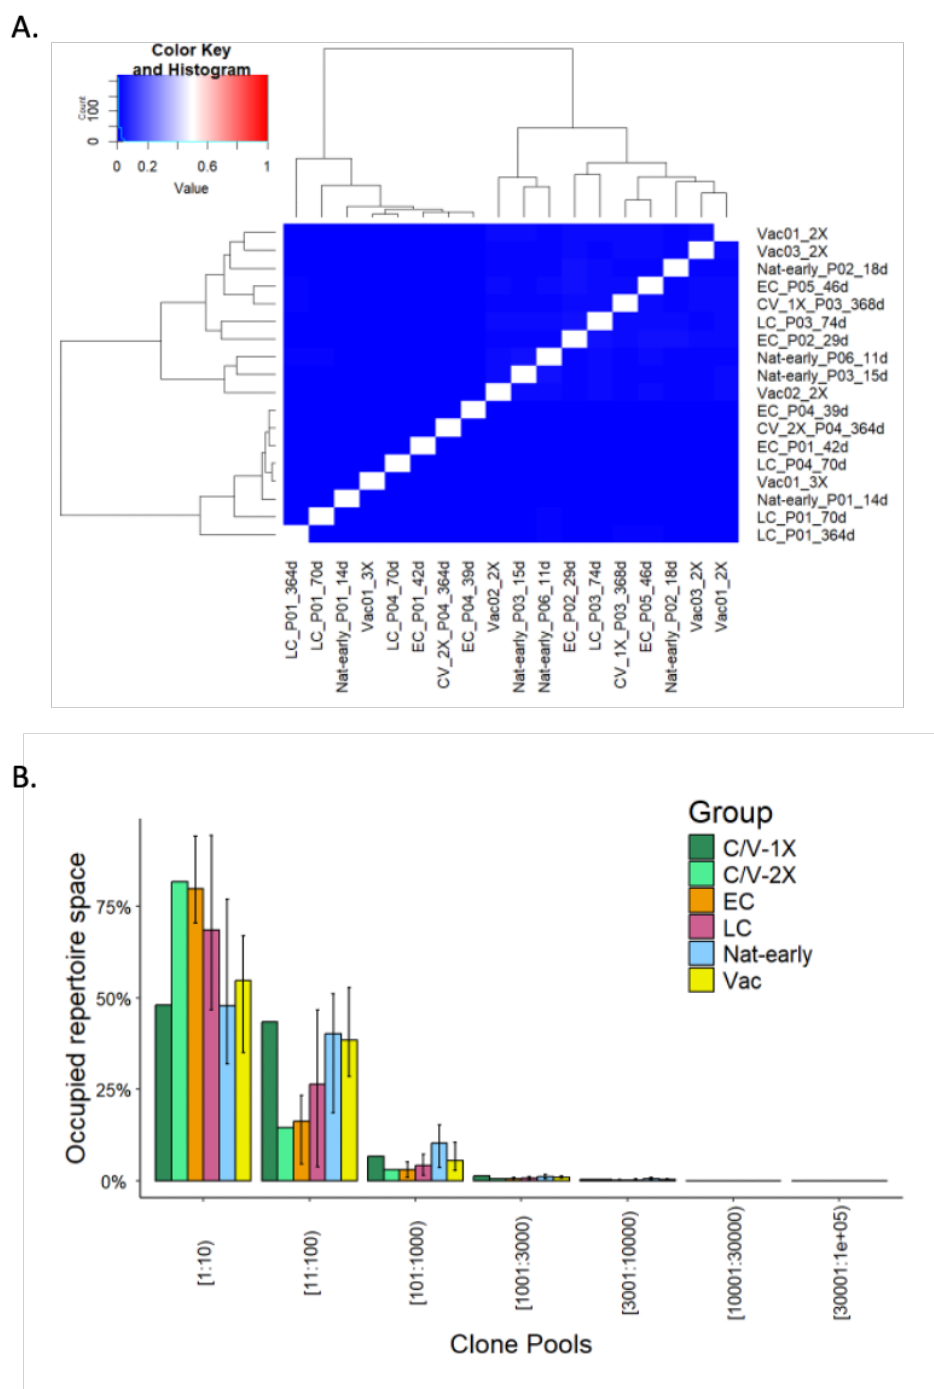 A.
Color Key
and Histogram
Count
0 100
0 0.2 0.6 1
Value
Vac01_2X
Vac03_2X
Nat-early_P02_18d
EC_P05_46d
CV_1X_P03_368d
LC_P03_74d
EC_P02_29d
Nat-early_P06_11d
Nat-early_P03_15d
Vac02_2X
EC_P04_39d
CV_2X_P04_364d
EC_P01_42d
LC_P04_70d
Vac01_3X
Nat-early_P01_14d
LC_P01_70d
LC_P01_364d
LC_P01_364d
LC_P01_70d
Nat-early_P01_14d
Vac01_3X
LC_P04_70d
EC_P01_42d
CV_2X_P04_364d
EC_P04_39d
Vac02_2X
Nat-early_P03_15d
Nat-early_P06_11d
EC_P02_29d
LC_P03_74d
CV_1X_P03_368d
EC_P05_46d
Nat-early_P02_18d
Vac03_2X
Vac01_2X
B.
Group
C/V-1X
C/V-2X
EC
LC
Nat-early
Vac
Occupied repertoire space
75%
50%
25%
0%
[1:10)
[11:100)
[101:1000)
[1001:3000)
[3001:10000)
[10001:30000)
[30001:1e+05)
Clone Pools